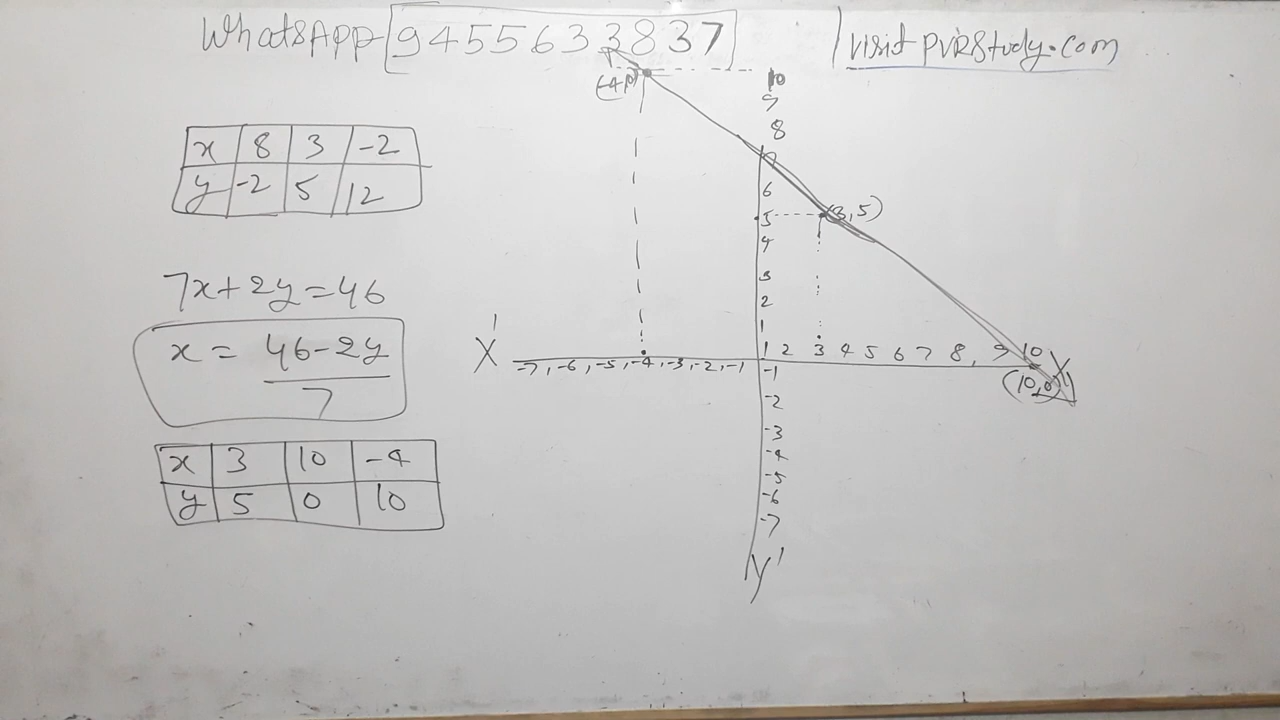 WhatsApp-9455633837
visit pvrstudy.com
x 8 3 -2
y -2 5 12
7x+2y=46
x = 46-2y
7
x 3 10 -4
y 5 0 10
10
9
8
7
6
(3,5)
5
4
3
2
1
X' -7, -6, -5, -4, -3, -2, -1 1 2 3 4 5 6 7 8, 9 10 X
(10,0)
-1
-2
-3
-4
-5
-6
-7
Y'